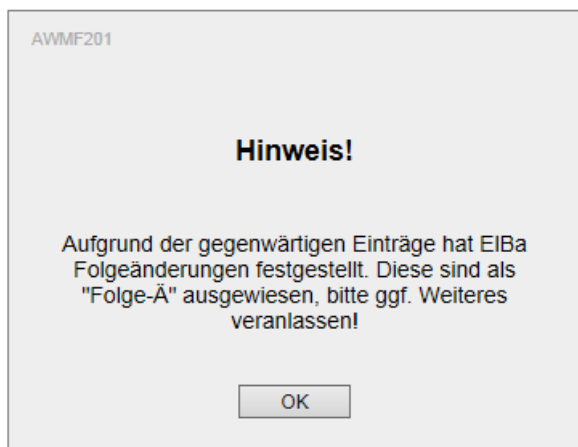 AWMF201
Hinweis!
Aufgrund der gegenwärtigen Einträge hat ElBa
Folgeänderungen festgestellt. Diese sind als
"Folge-Ä" ausgewiesen, bitte ggf. Weiteres
veranlassen!
OK